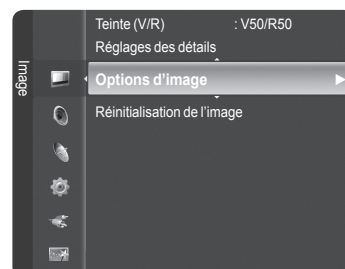 Image
Teinte (V/R) : V50/R50
Réglages des détails
Options d'image
Réinitialisation de l'image